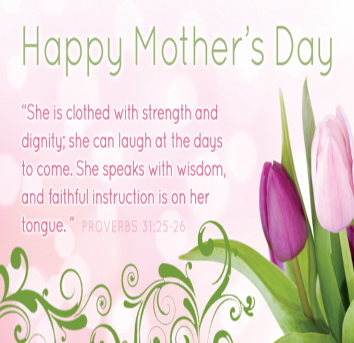 Happy Mother's Day
"She is clothed with strength and
dignity; she can laugh at the days
to come. She speaks with wisdom,
and faithful instruction is on her
tongue. " PROVERBS 31:25-26